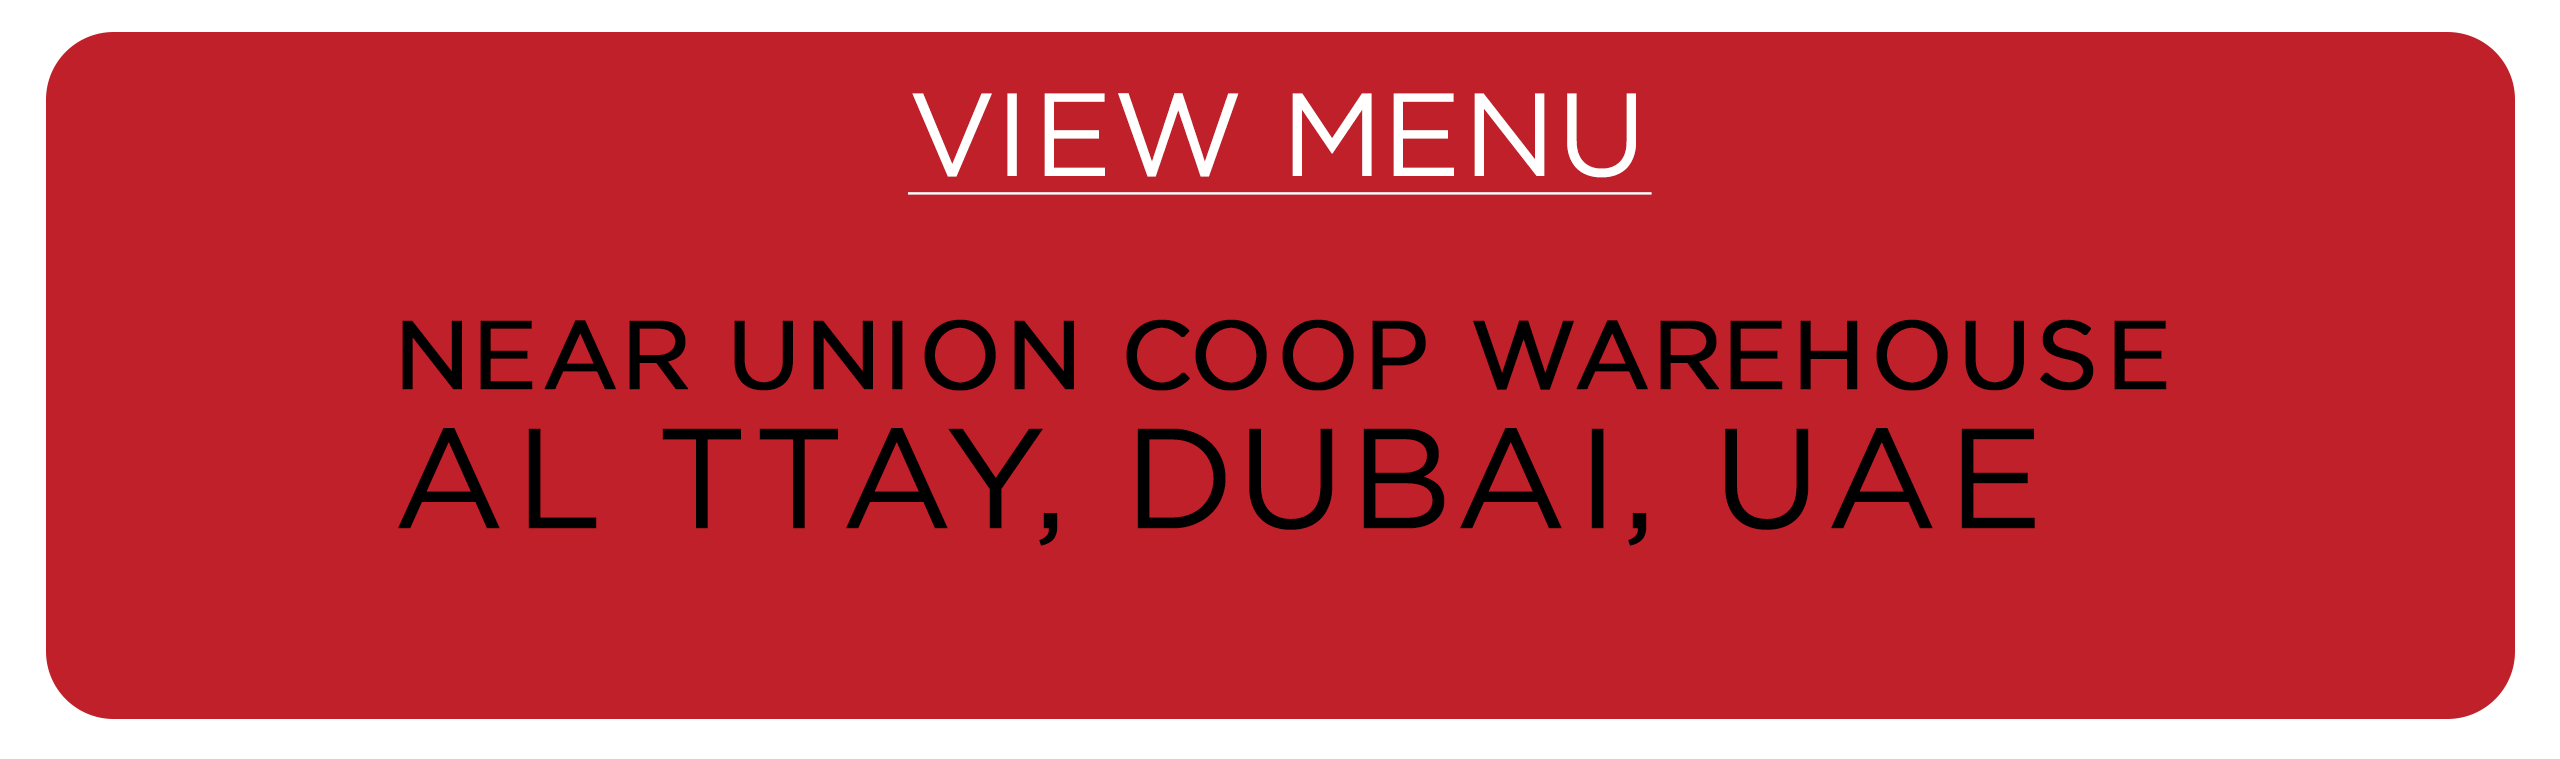 VIEW MENU
NEAR UNION COOP WAREHOUSE
AL TTAY, DUBAI, UAE